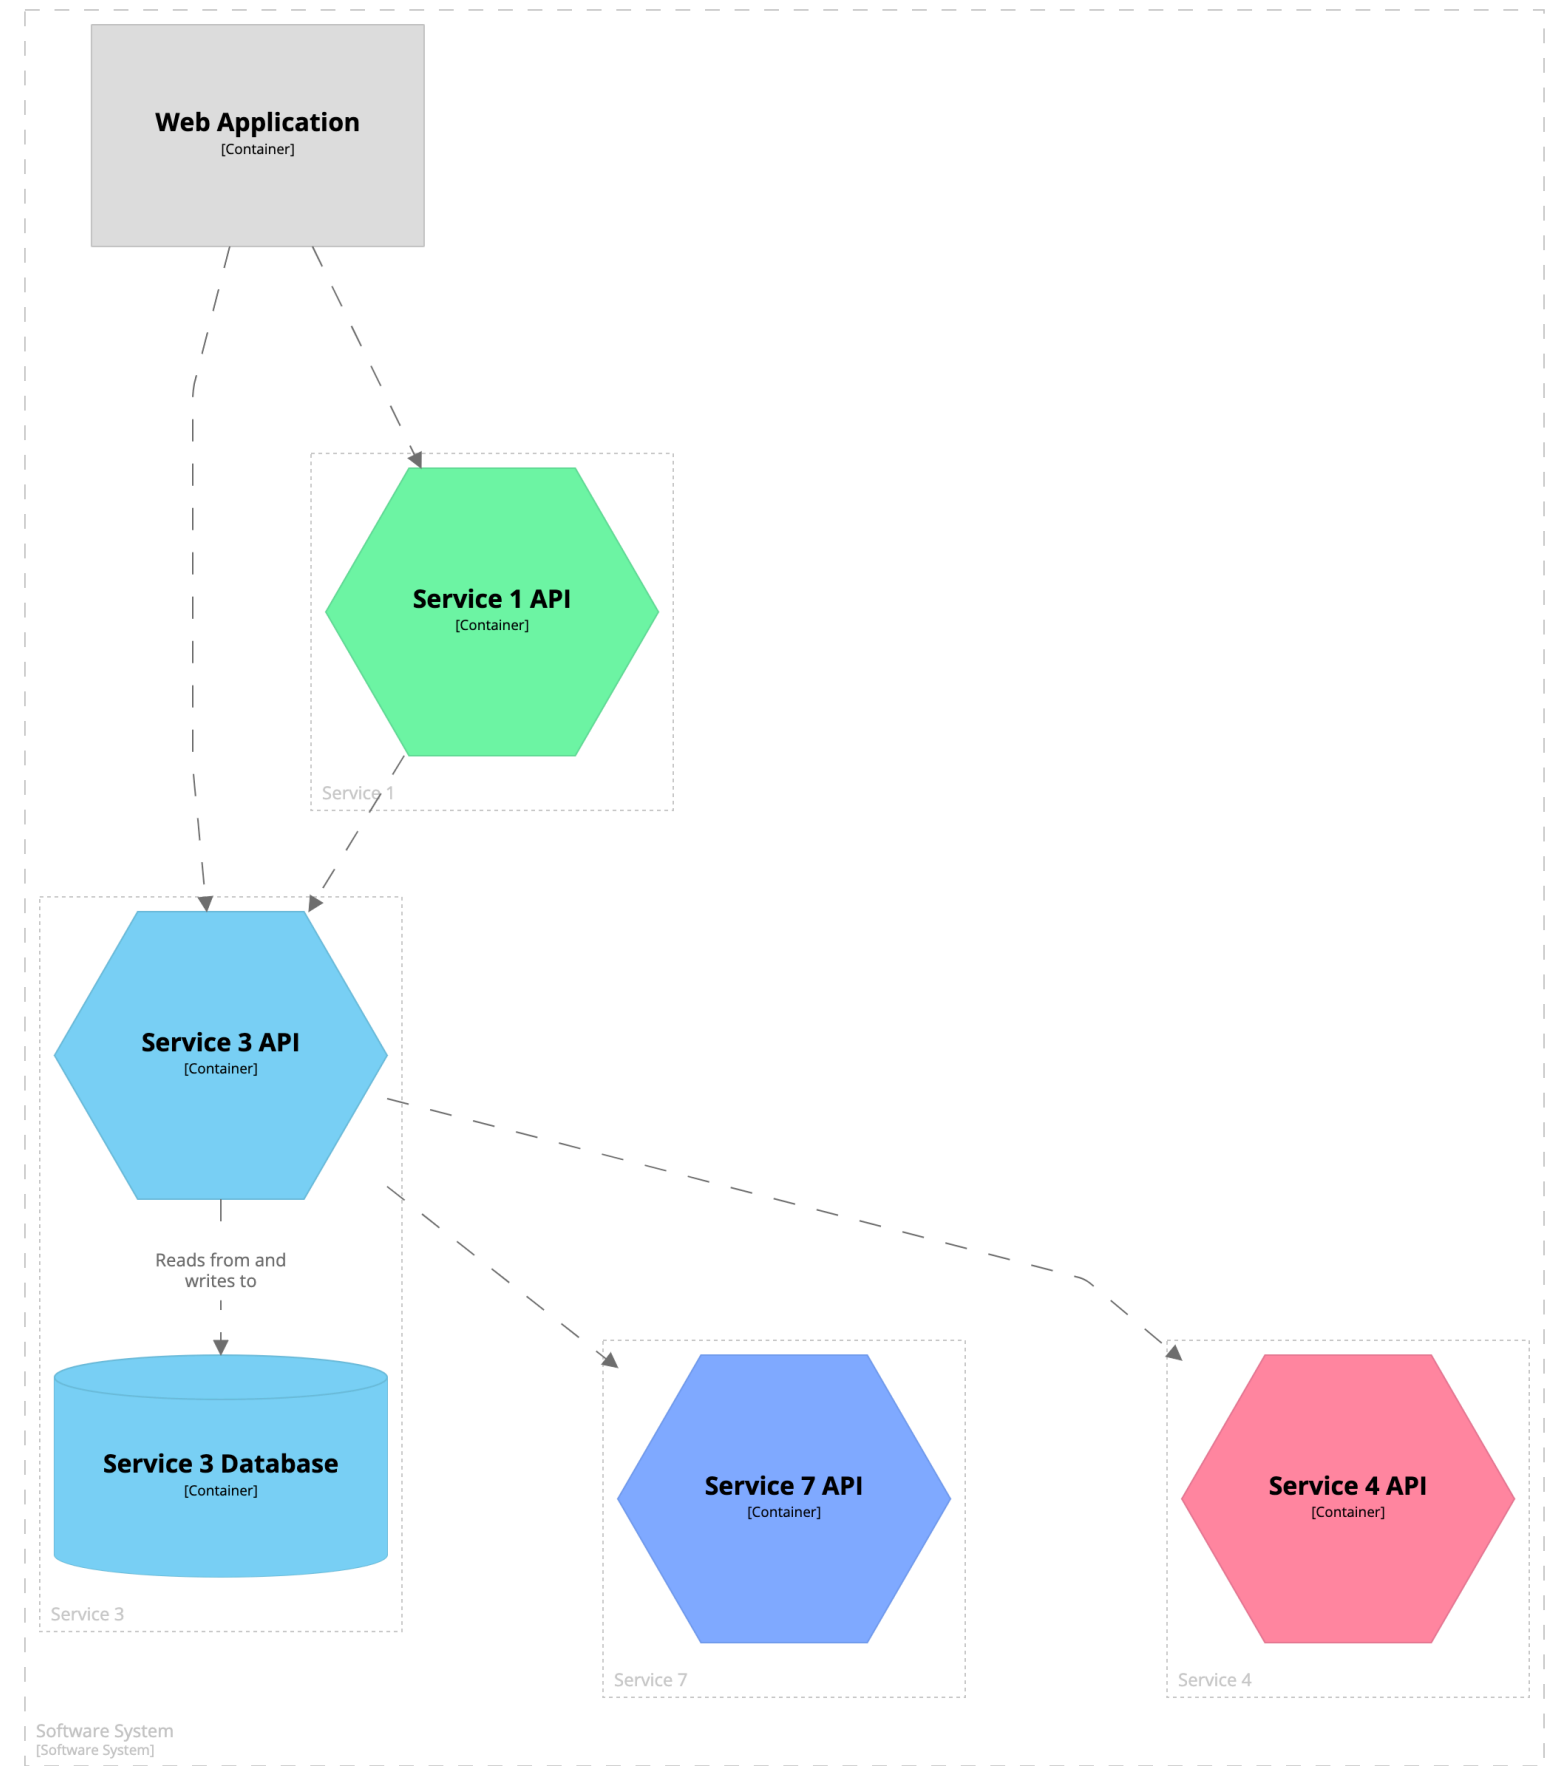 Web Application
[Container]
Service 1 API
[Container]
Service 1
Service 3 API
[Container]
Reads from and
writes to
Service 3 Database
[Container]
Service 3
Service 7 API
[Container]
Service 7
Service 4 API
[Container]
Service 4
Software System
[Software System]